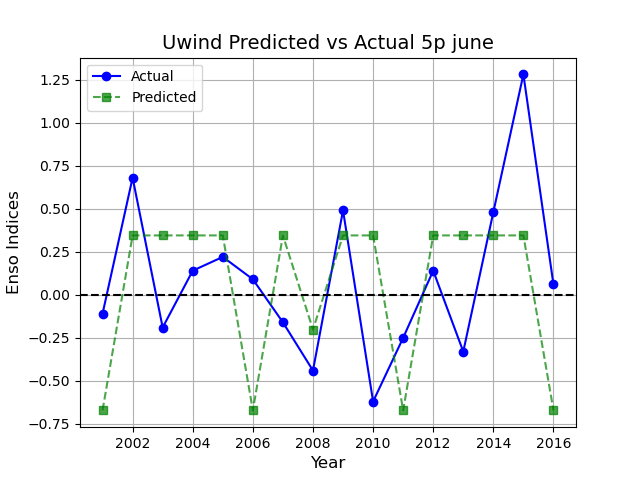 Uwind Predicted vs Actual 5p june
Actual
Predicted
Enso Indices
1.25
1.00
0.75
0.50
0.25
0.00
−0.25
−0.50
−0.75
2002 2004 2006 2008 2010 2012 2014 2016
Year